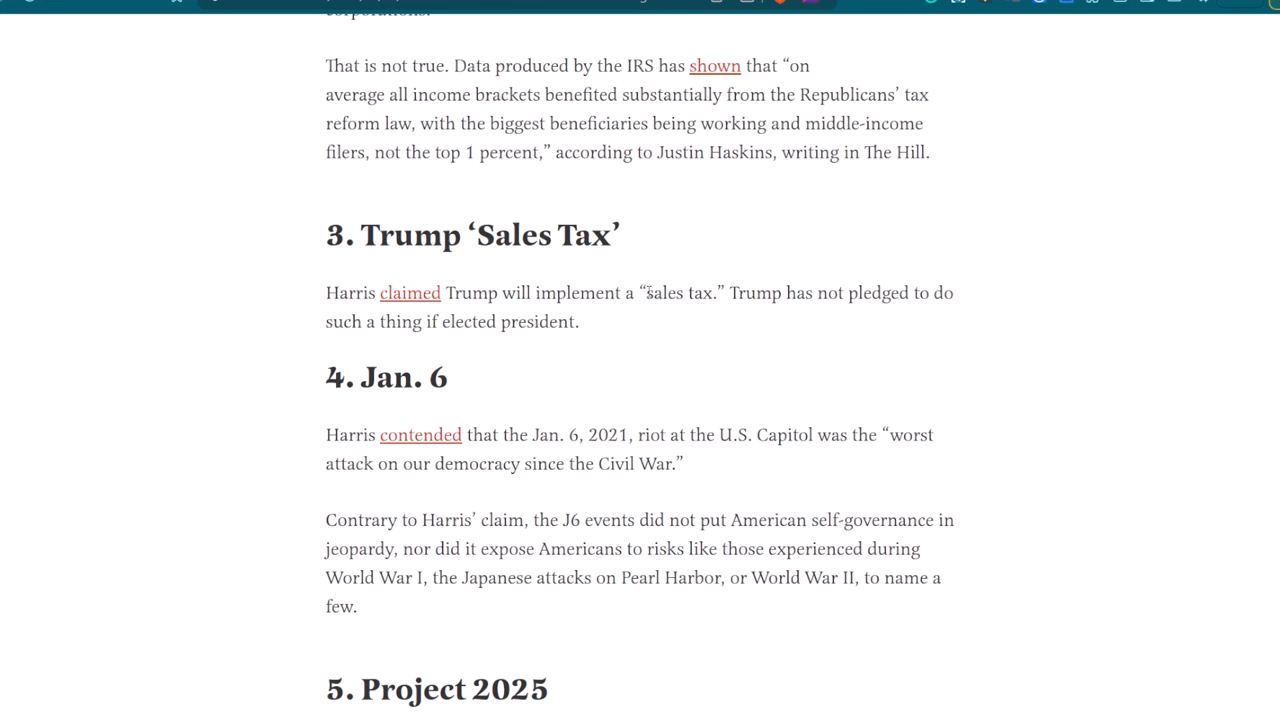 corporations.
That is not true. Data produced by the IRS has shown that “on
average all income brackets benefited substantially from the Republicans’ tax
reform law, with the biggest beneficiaries being working and middle-income
filers, not the top 1 percent,” according to Justin Haskins, writing in The Hill.
3. Trump ‘Sales Tax’
Harris claimed Trump will implement a “sales tax.” Trump has not pledged to do
such a thing if elected president.
4. Jan. 6
Harris contended that the Jan. 6, 2021, riot at the U.S. Capitol was the “worst
attack on our democracy since the Civil War.”
Contrary to Harris’ claim, the J6 events did not put American self-governance in
jeopardy, nor did it expose Americans to risks like those experienced during
World War I, the Japanese attacks on Pearl Harbor, or World War II, to name a
few.
5. Project 2025